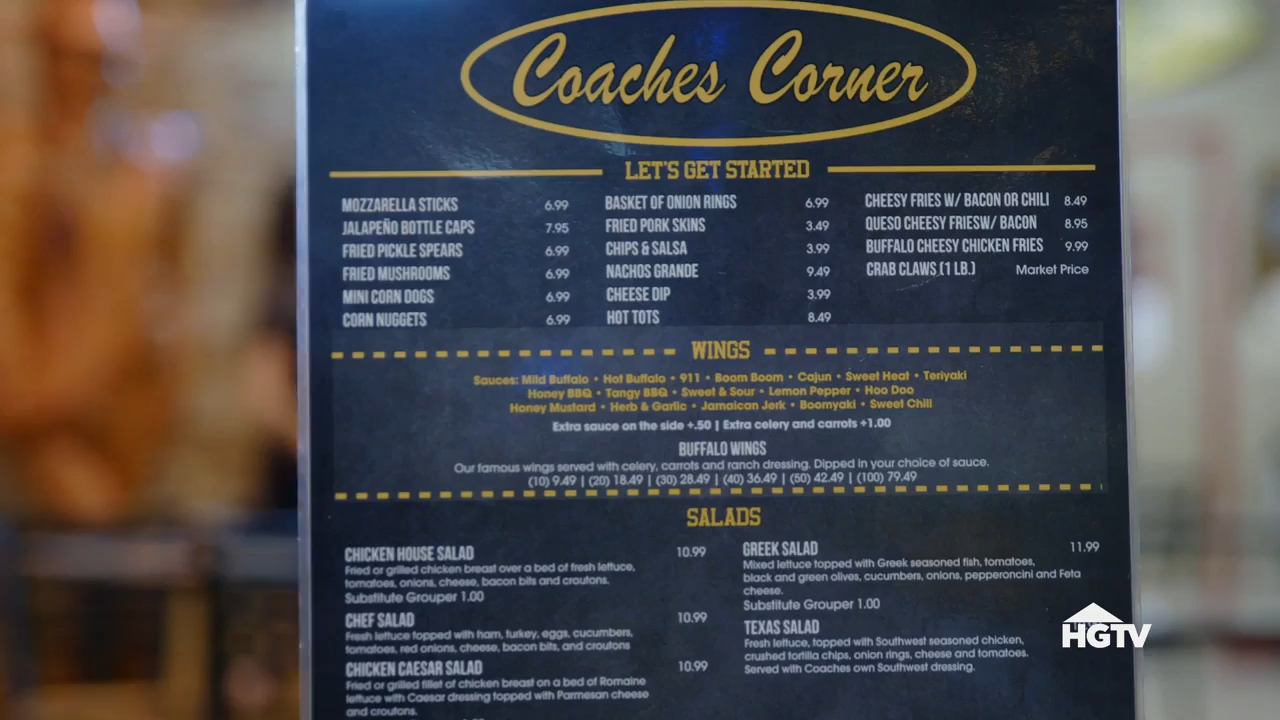 Coaches Corner
LET'S GET STARTED
MOZZARELLA STICKS 6.99
JALAPEÑO BOTTLE CAPS 7.95
FRIED PICKLE SPEARS 6.99
FRIED MUSHROOMS 6.99
MINI CORN DOGS 6.99
CORN NUGGETS 6.99
BASKET OF ONION RINGS 6.99
FRIED PORK SKINS 3.49
CHIPS & SALSA 3.99
NACHOS GRANDE 9.49
CHEESE DIP 3.99
HOT TOTS 8.49
CHEESY FRIES W/ BACON OR CHILI 8.49
QUESO CHEESY FRIESW/ BACON 8.95
BUFFALO CHEESY CHICKEN FRIES 9.99
CRAB CLAWS (1 LB.) Market Price
WINGS
Sauces: Mild Buffalo • Hot Buffalo • 911 • Boom Boom • Cajun • Sweet Heat • Teriyaki
Honey BBQ • Tangy BBQ • Sweet & Sour • Lemon Pepper • Hoo Doo
Honey Mustard • Herb & Garlic • Jamaican Jerk • Boomyaki • Sweet Chili
Extra sauce on the side +.50 | Extra celery and carrots +1.00
BUFFALO WINGS
Our famous wings served with celery, carrots and ranch dressing. Dipped in your choice of sauce.
(10) 9.49 | (20) 18.49 | (30) 28.49 | (40) 36.49 | (50) 42.49 | (100) 79.49
SALADS
CHICKEN HOUSE SALAD 10.99
Fried or grilled chicken breast over a bed of fresh lettuce,
tomatoes, onions, cheese, bacon bits and croutons.
Substitute Grouper 1.00
CHEF SALAD 10.99
Fresh lettuce topped with ham, turkey, eggs, cucumbers,
tomatoes, red onions, cheese, bacon bits, and croutons
CHICKEN CAESAR SALAD 10.99
Fried or grilled fillet of chicken breast on a bed of Romaine
lettuce with Caesar dressing topped with Parmesan cheese
and croutons.
GREEK SALAD 11.99
Mixed lettuce topped with Greek seasoned fish, tomatoes,
black and green olives, cucumbers, onions, pepperoncini and Feta
cheese.
Substitute Grouper 1.00
TEXAS SALAD
Fresh lettuce, topped with Southwest seasoned chicken,
crushed tortilla chips, onion rings, cheese and tomatoes.
Served with Coaches own Southwest dressing.
HGTV